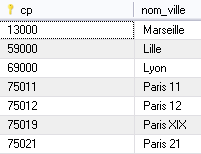 cp nom_ville
13000 Marseille
59000 Lille
69000 Lyon
75011 Paris 11
75012 Paris 12
75019 Paris XIX
75021 Paris 21